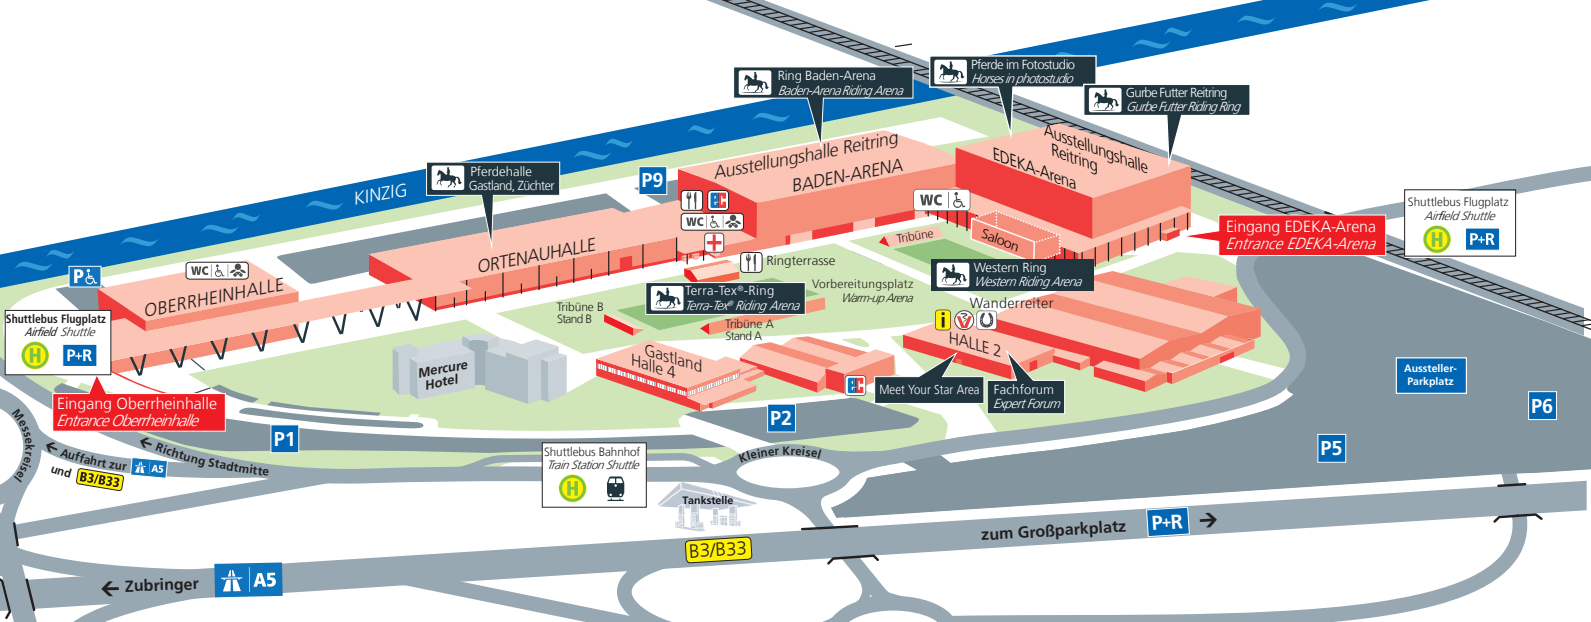 Ring Baden-Arena
Baden-Arena Riding Arena
Pferde im Fotostudio
Horses in photostudio
Gurbe Futter Reitring
Gurbe Futter Riding Ring
KINZIG
Pferdehalle
Gastland, Züchter
P9
Ausstellungshalle Reitring
BADEN-ARENA
EC
WC
Ausstellungshalle
Reitring
EDEKA-Arena
WC
Tribüne
Saloon
Eingang EDEKA-Arena
Entrance EDEKA-Arena
Shuttlebus Flugplatz
Airfield Shuttle
H
P+R
P
WC
OBERRHEINHALLE
ORTENAUHALLE
Ringterrasse
Terra-Tex®-Ring
Terra-Tex® Riding Arena
Vorbereitungsplatz
Warm-up Arena
Western Ring
Western Riding Arena
Wanderreiter
Tribüne B
Stand B
Tribüne A
Stand A
i
HALLE 2
Shuttlebus Flugplatz
Airfield Shuttle
H
P+R
Mercure
Hotel
Gastland
Halle 4
EC
Meet Your Star Area
Fachforum
Expert Forum
Aussteller-
Parkplatz
P6
P5
P2
P1
Eingang Oberrheinhalle
Entrance Oberrheinhalle
Messekreisel
Richtung Stadtmitte
Auffahrt zur A5
und B3/B33
Shuttlebus Bahnhof
Train Station Shuttle
H
Kleiner Kreisel
Tankstelle
B3/B33
zum Großparkplatz P+R
Zubringer A5